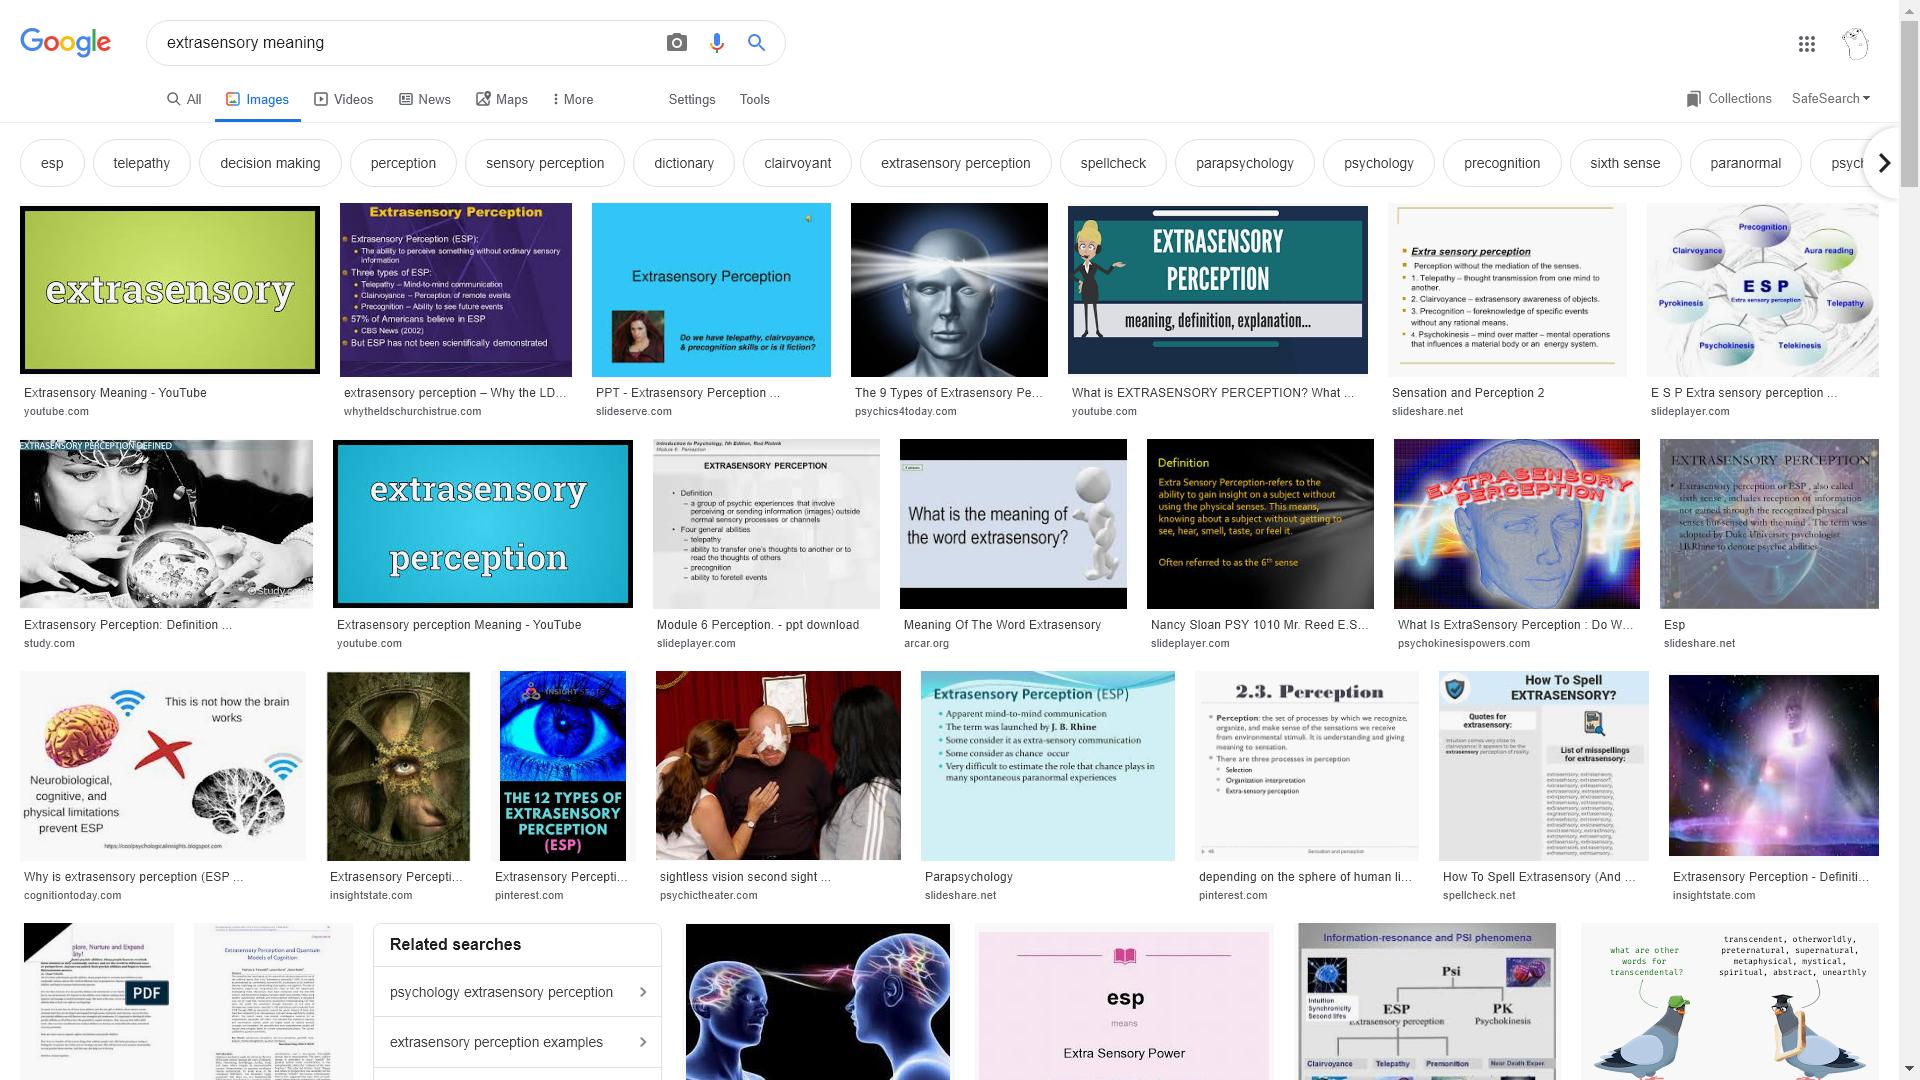 Google
extrasensory meaning
All
Images
Videos
News
Maps
More
Settings
Tools
Collections
SafeSearch
esp
telepathy
decision making
perception
sensory perception
dictionary
clairvoyant
extrasensory perception
spellcheck
parapsychology
psychology
precognition
sixth sense
paranormal
psych
extrasensory
Extrasensory Meaning - YouTube
youtube.com
Extrasensory Perception
Extrasensory Perception (ESP):
The ability to perceive something without ordinary sensory
information
Three types of ESP:
Telepathy – Mind-to-mind communication
Clairvoyance – Perception of remote events
Precognition – Ability to see future events
57% of Americans believe in ESP
CBS News (2002)
But ESP has not been scientifically demonstrated
extrasensory perception – Why the LD...
whytheldschurchistrue.com
Extrasensory Perception
Do we have telepathy, clairvoyance,
& precognition skills or is it fiction?
PPT - Extrasensory Perception ...
slideserve.com
The 9 Types of Extrasensory Pe...
psychics4today.com
EXTRASENSORY
PERCEPTION
meaning, definition, explanation...
What is EXTRASENSORY PERCEPTION? What ...
youtube.com
Extra sensory perception
Perception without the mediation of the senses.
1. Telepathy – thought transmission from one mind to
another.
2. Clairvoyance – extrasensory awareness of objects.
3. Precognition – foreknowledge of specific events
without any rational means.
4. Psychokinesis – mind over matter – mental operations
that influences a material body or an energy system.
Sensation and Perception 2
slideshare.net
Precognition
Clairvoyance
Aura reading
E S P
Extra sensory perception
Pyrokinesis
Telepathy
Psychokinesis
Telekinesis
E S P Extra sensory perception ...
slideplayer.com
EXTRASENSORY PERCEPTION DEFINED
Study.com
Extrasensory Perception: Definition ...
study.com
extrasensory
perception
Extrasensory perception Meaning - YouTube
youtube.com
Introduction to Psychology, 7th Edition, Rod Plotnik
Module 6: Perception
EXTRASENSORY PERCEPTION
Definition
– a group of psychic experiences that involve
perceiving or sending information (images) outside
normal sensory processes or channels
Four general abilities
– telepathy
– ability to transfer one's thoughts to another or to
read the thoughts of others
– precognition
– ability to foretell events
Module 6 Perception. - ppt download
slideplayer.com
What is the meaning of
the word extrasensory?
Meaning Of The Word Extrasensory
arcar.org
Definition
Extra Sensory Perception-refers to the
ability to gain insight on a subject without
using the physical senses. This means,
knowing about a subject without getting to
see, hear, smell, taste, or feel it.
Often referred to as the 6th sense
Nancy Sloan PSY 1010 Mr. Reed E.S...
slideplayer.com
EXTRASENSORY
PERCEPTION
What Is ExtraSensory Perception : Do W...
psychokinesispowers.com
EXTRASENSORY PERCEPTION
Extrasensory perception or ESP, also called
sixth sense, includes reception of information
not gained through the recognized physical
senses but sensed with the mind. The term was
adopted by Duke University psychologist
J.B.Rhine to denote psychic abilities.
Esp
slideshare.net
This is not how the brain
works
Neurobiological,
cognitive, and
physical limitations
prevent ESP
https://coolpsychologicalinsights.blogspot.com
Why is extrasensory perception (ESP ...
cognitiontoday.com
Extrasensory Percepti...
insightstate.com
INSIGHT STATE
THE 12 TYPES OF
EXTRASENSORY
PERCEPTION
(ESP)
Extrasensory Percepti...
pinterest.com
sightless vision second sight ...
psychictheater.com
Extrasensory Perception (ESP)
Apparent mind-to-mind communication
The term was launched by J. B. Rhine
Some consider it as extra-sensory communication
Some consider as chance occur
Very difficult to estimate the role that chance plays in
many spontaneous paranormal experiences
Parapsychology
slideshare.net
2.3. Perception
Perception: the set of processes by which we recognize,
organize, and make sense of the sensations we receive
from environmental stimuli. It is understanding and giving
meaning to sensation.
There are three processes in perception
Selection
Organization interpretation
Extra-sensory perception
Sensation and perception
depending on the sphere of human li...
pinterest.com
How To Spell
EXTRASENSORY?
Quotes for
extrasensory:
List of misspellings
for extrasensory:
How To Spell Extrasensory (And ...
spellcheck.net
Extrasensory Perception - Definiti...
insightstate.com
plore, Nurture and Expand
PDF
Extrasensory Perception and Quantum
Models of Cognition
Related searches
psychology extrasensory perception
extrasensory perception examples
esp
means
Extra Sensory Power
Information-resonance and PSI phenomena
Psi
Intuition
Synchronicity
Second lifes
ESP
Extrasensory perception
PK
Psychokinesis
Clairvoyance
Telepathy
Premonition
Near Death Exper.
what are other
words for
transcendental?
transcendent, otherworldly,
preternatural, supernatural,
metaphysical, mystical,
spiritual, abstract, unearthly